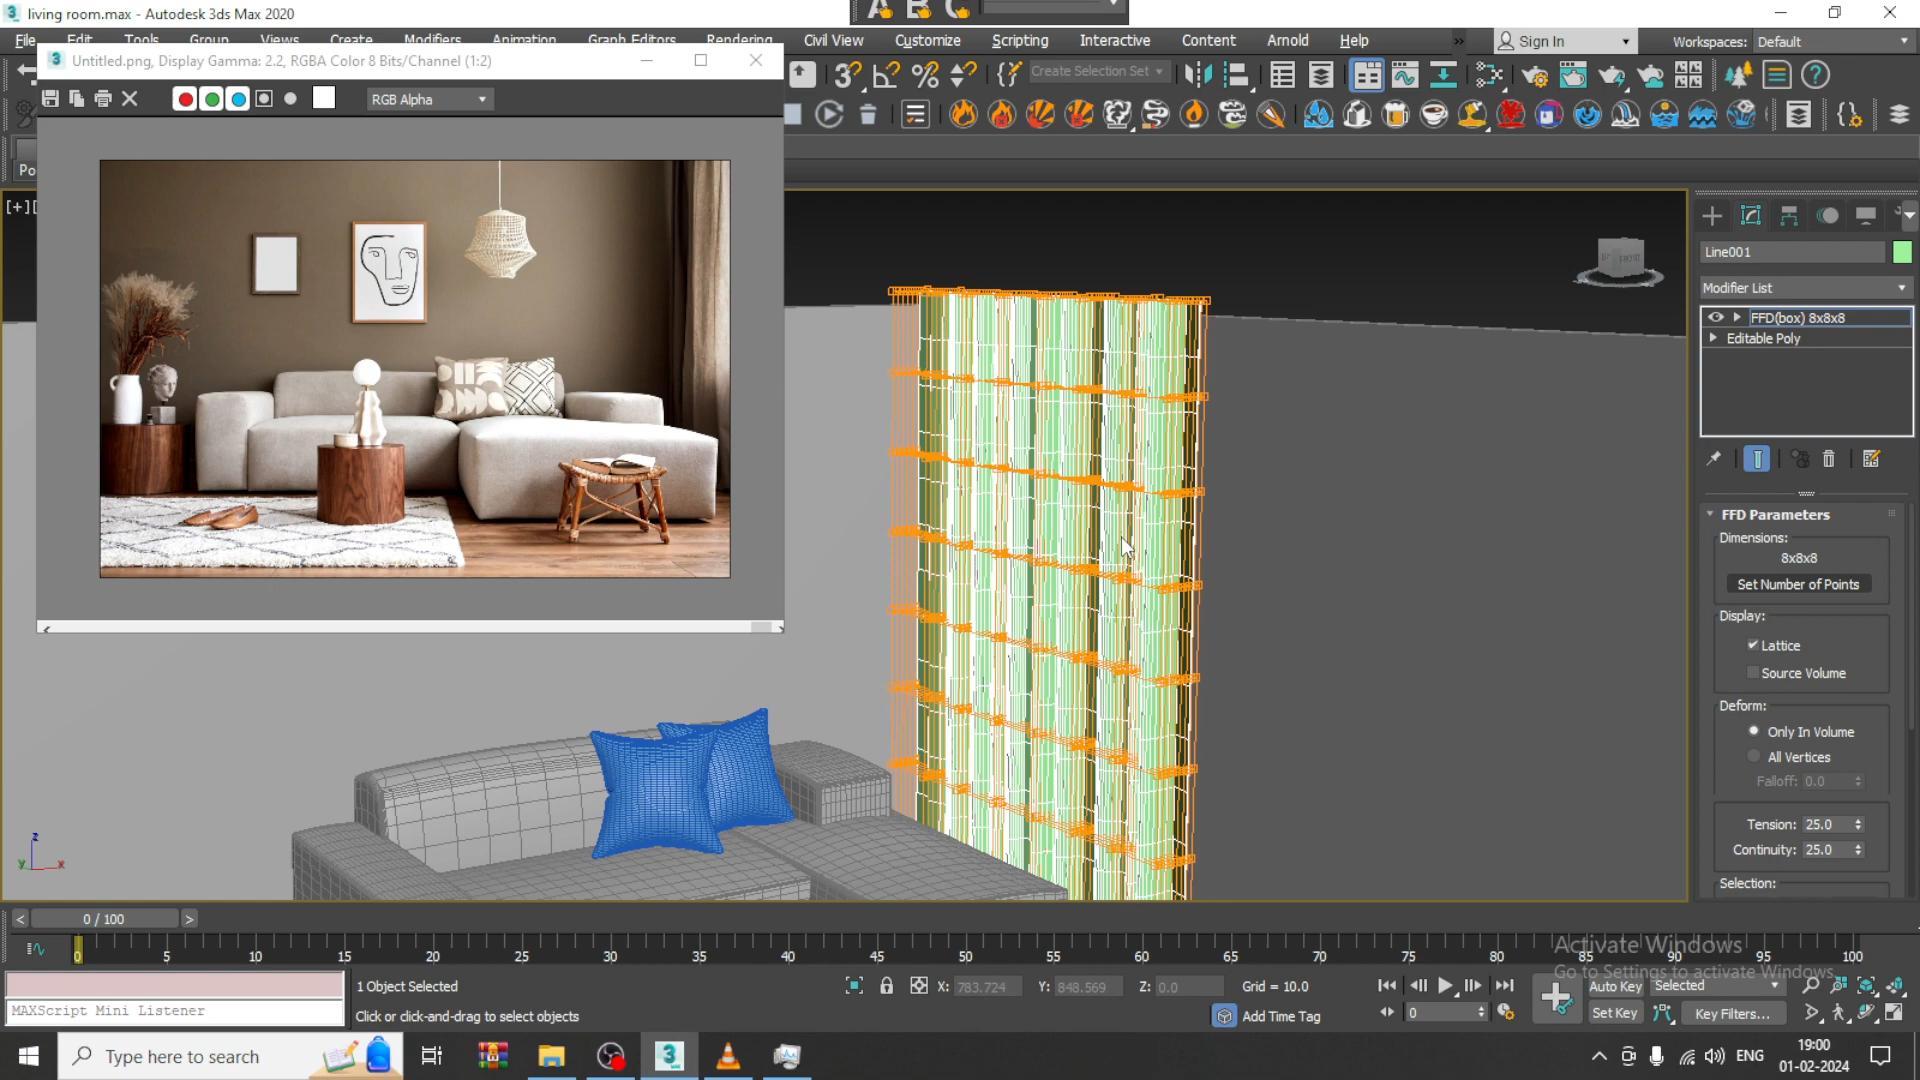 living room.max - Autodesk 3ds Max 2020
File Edit Tools Group Views Create Modifiers Animation Graph Editors Rendering Civil View Customize Scripting Interactive Content Arnold Help
Sign In
Workspaces: Default
Untitled.png, Display Gamma: 2.2, RGBA Color 8 Bits/Channel (1:2)
RGB Alpha
Create Selection Set
Po
[+]
FRONT
Line001
Modifier List
FFD(box) 8x8x8
Editable Poly
FFD Parameters
Dimensions:
8x8x8
Set Number of Points
Display:
Lattice
Source Volume
Deform:
Only In Volume
All Vertices
Falloff: 0.0
Tension: 25.0
Continuity: 25.0
Selection:
z
y x
< 0 / 100 >
0 5 10 15 20 25 30 35 40 45 50 55 60 65 70 75 80 85 90 95 100
Activate Windows
Go to Settings to activate Windows.
1 Object Selected
X: 783.724 Y: 848.569 Z: 0.0 Grid = 10.0
Auto Key Selected
MAXScript Mini Listener
Click or click-and-drag to select objects
Add Time Tag
0
Set Key Key Filters...
Type here to search
ENG
19:00
01-02-2024